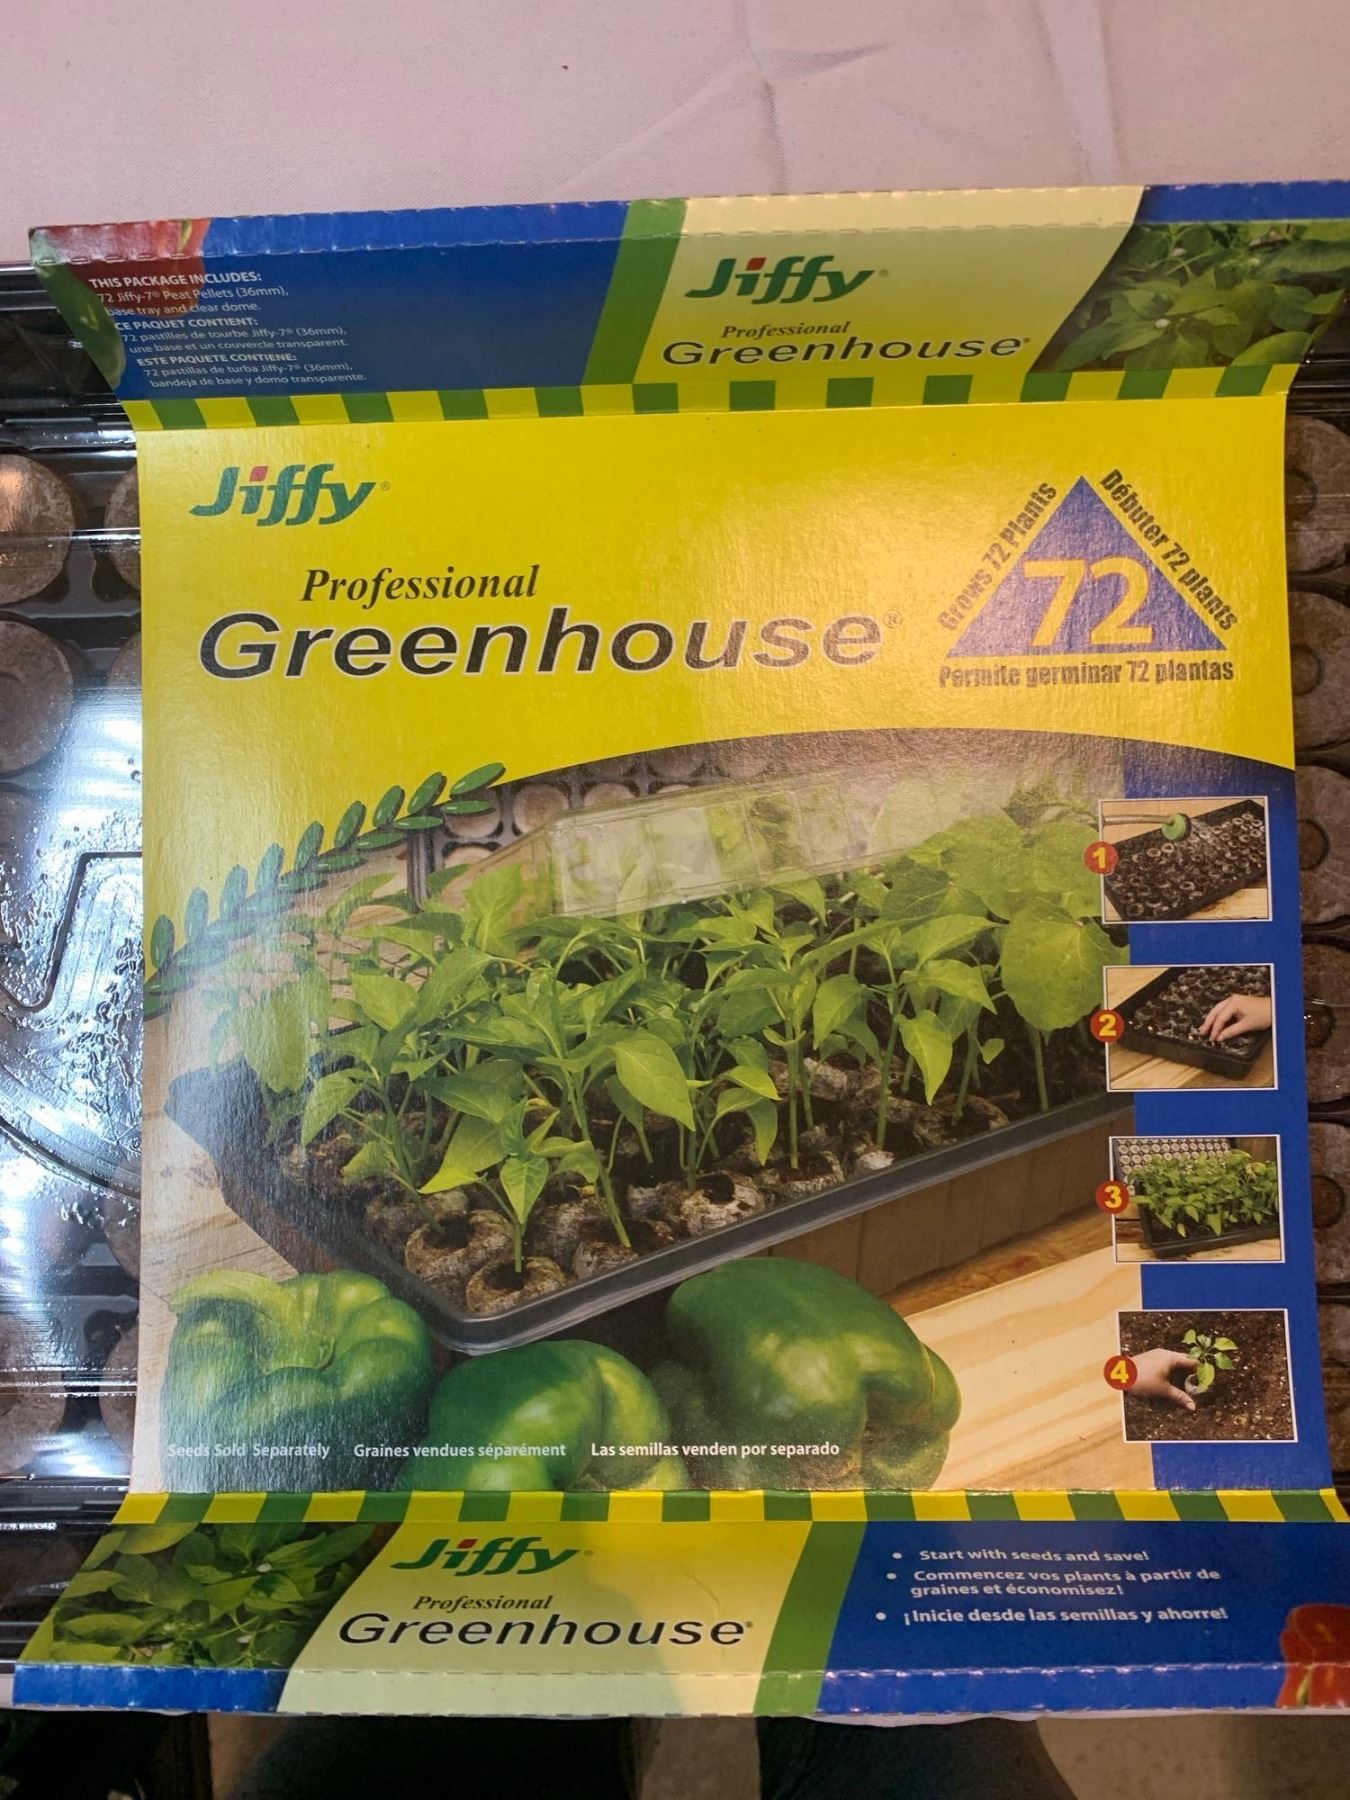 THIS PACKAGE INCLUDES:
72 Jiffy-7® Peat Pellets (36mm),
base tray and clear dome.
CE PAQUET CONTIENT:
72 pastilles de tourbe Jiffy-7® (36mm),
une base et un couvercle transparent.
ESTE PAQUETE CONTIENE:
72 pastillas de turba Jiffy-7® (36mm),
bandeja de base y domo transparente.
Jiffy®
Professional
Greenhouse®
Jiffy®
Professional
Greenhouse®
Grows 72 Plants
Débuter 72 plants
72
Permite germinar 72 plantas
1
2
3
4
Seeds Sold Separately Graines vendues séparément Las semillas venden por separado
Jiffy®
Professional
Greenhouse®
• Start with seeds and save!
• Commencez vos plants à partir de
graines et économisez!
• ¡Inicie desde las semillas y ahorre!